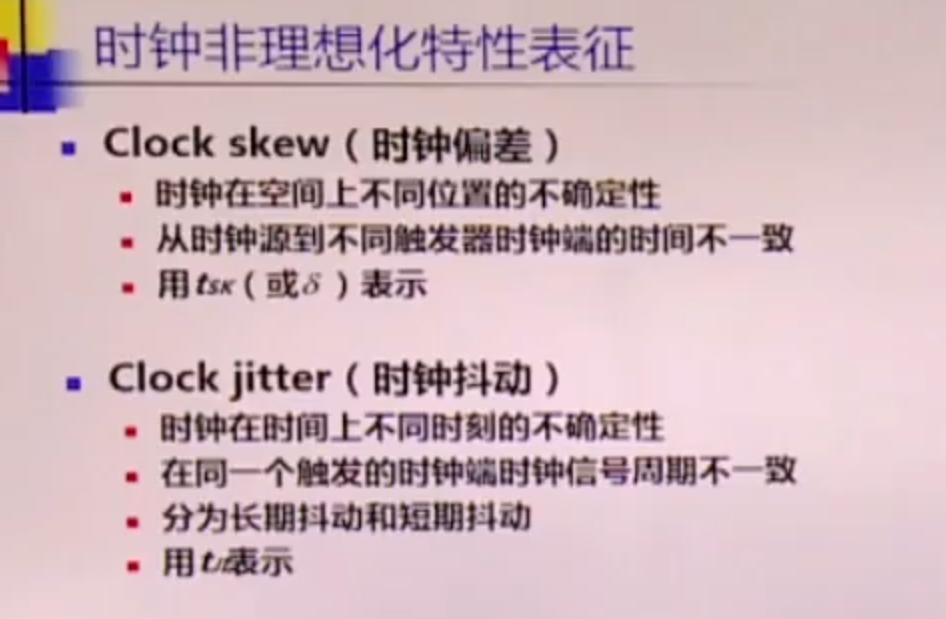 时钟非理想化特性表征
Clock skew（时钟偏差）
时钟在空间上不同位置的不确定性
从时钟源到不同触发器时钟端的时间不一致
用tSK（或δ）表示
Clock jitter（时钟抖动）
时钟在时间上不同时刻的不确定性
在同一个触发的时钟端时钟信号周期不一致
分为长期抖动和短期抖动
用 表示